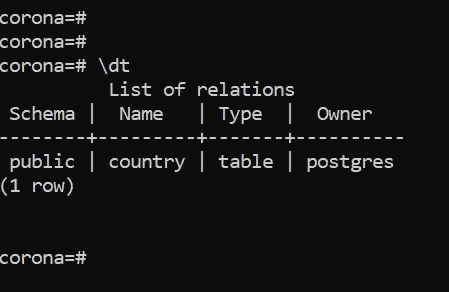 corona=#
corona=#
corona=# \dt
          List of relations
 Schema |  Name   | Type  |  Owner
--------+---------+-------+----------
 public | country | table | postgres
(1 row)
corona=#